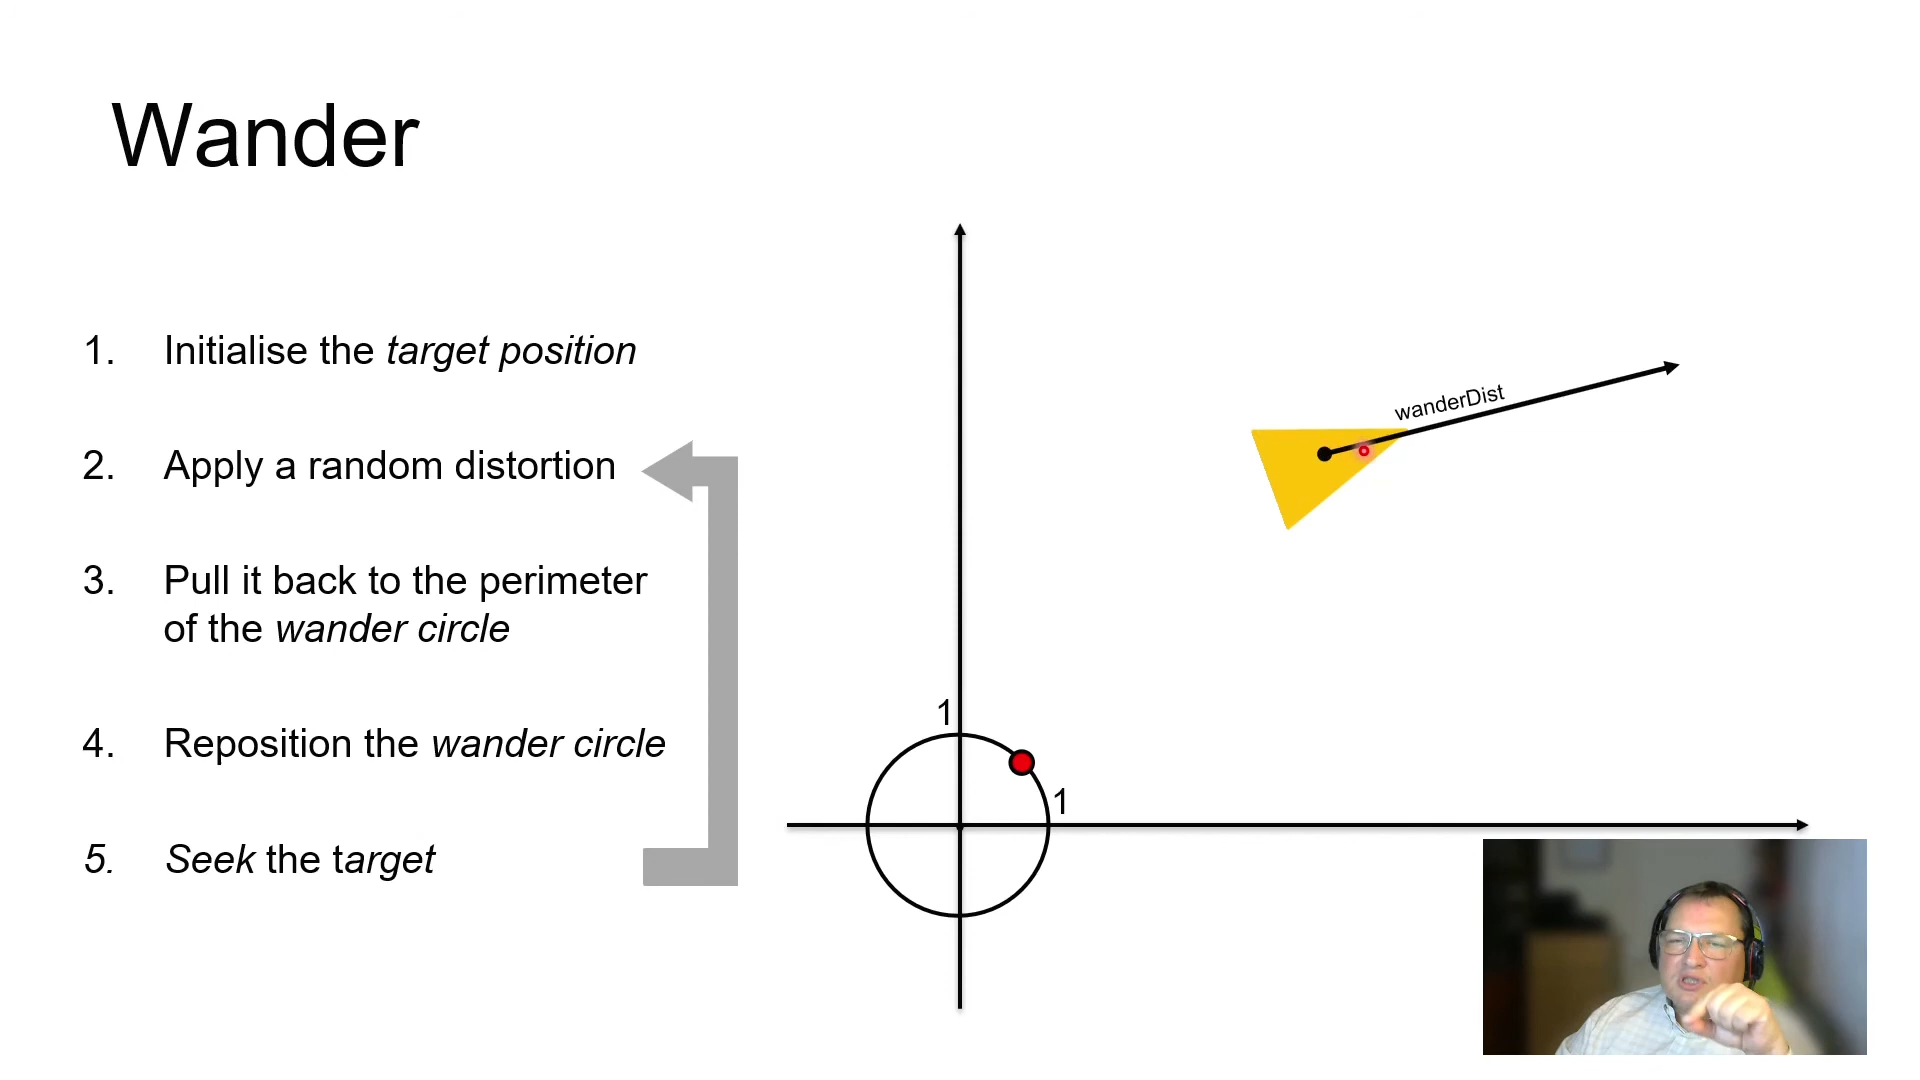 Wander
1. Initialise the target position
2. Apply a random distortion
3. Pull it back to the perimeter
of the wander circle
4. Reposition the wander circle
5. Seek the target
wanderDist
1
1